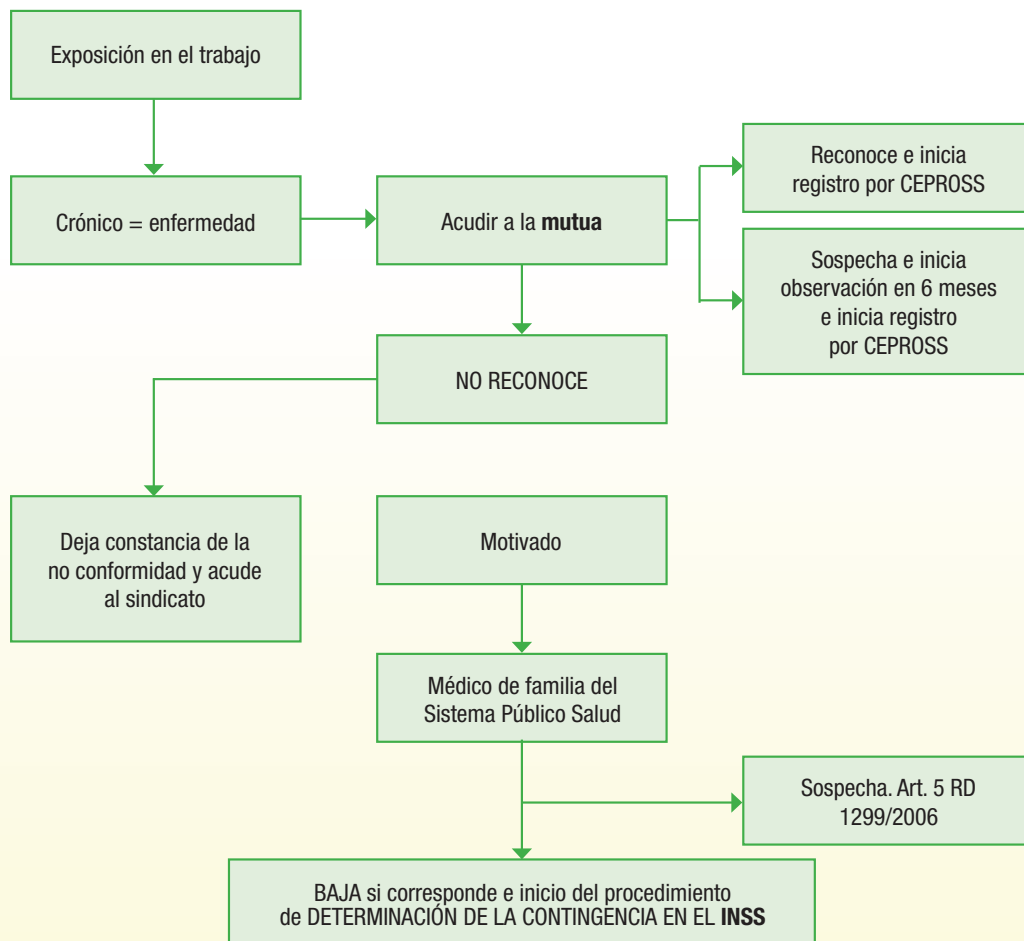 Exposición en el trabajo
Crónico = enfermedad
Acudir a la mutua
Reconoce e inicia
registro por CEPROSS
Sospecha e inicia
observación en 6 meses
e inicia registro
por CEPROSS
NO RECONOCE
Deja constancia de la
no conformidad y acude
al sindicato
Motivado
Médico de familia del
Sistema Público Salud
Sospecha. Art. 5 RD
1299/2006
BAJA si corresponde e inicio del procedimiento
de DETERMINACIÓN DE LA CONTINGENCIA EN EL INSS